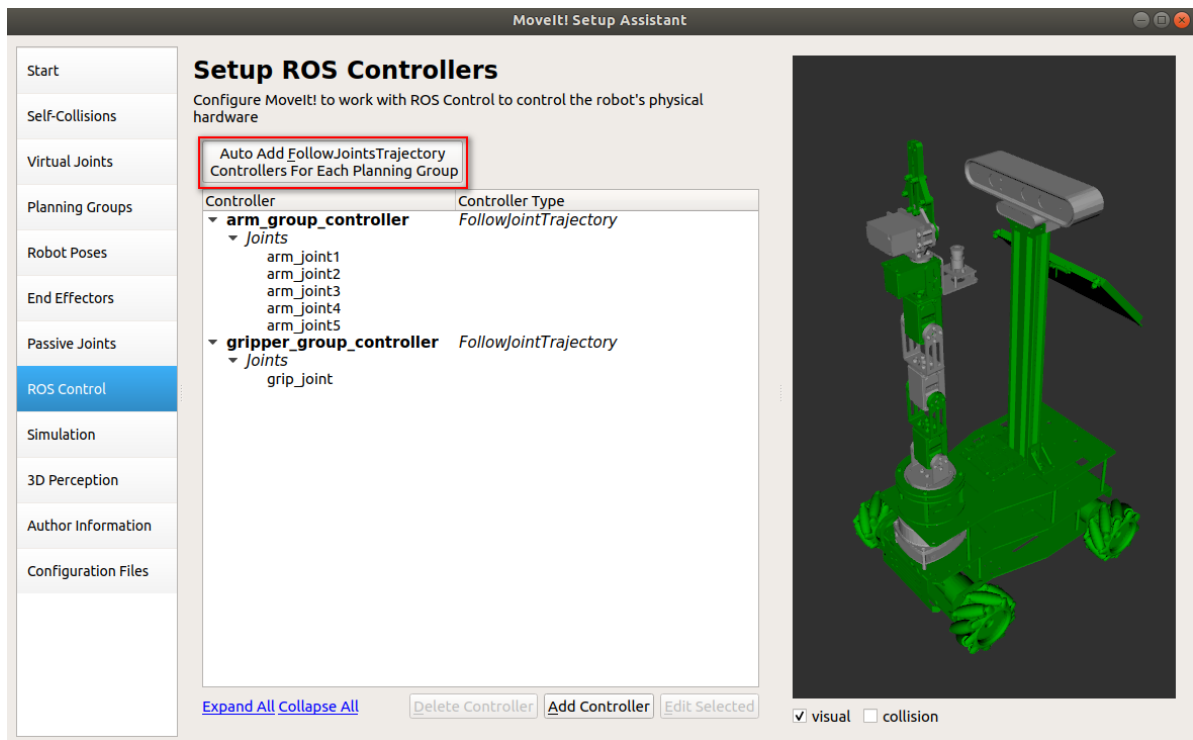 MoveIt! Setup Assistant
Start
Self-Collisions
Virtual Joints
Planning Groups
Robot Poses
End Effectors
Passive Joints
ROS Control
Simulation
3D Perception
Author Information
Configuration Files
Setup ROS Controllers
Configure MoveIt! to work with ROS Control to control the robot's physical
hardware
Auto Add FollowJointsTrajectory
Controllers For Each Planning Group
Controller Controller Type
arm_group_controller FollowJointTrajectory
Joints
arm_joint1
arm_joint2
arm_joint3
arm_joint4
arm_joint5
gripper_group_controller FollowJointTrajectory
Joints
grip_joint
Expand All Collapse All Delete Controller Add Controller Edit Selected
visual collision